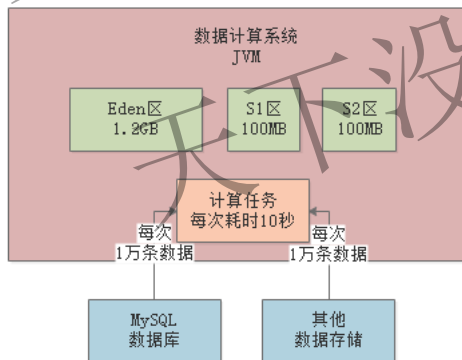 数据计算系统
JVM
Eden区
1.2GB
S1区
100MB
S2区
100MB
计算任务
每次耗时10秒
每次
1万条数据
每次
1万条数据
MySQL
数据库
其他
数据存储
天下没